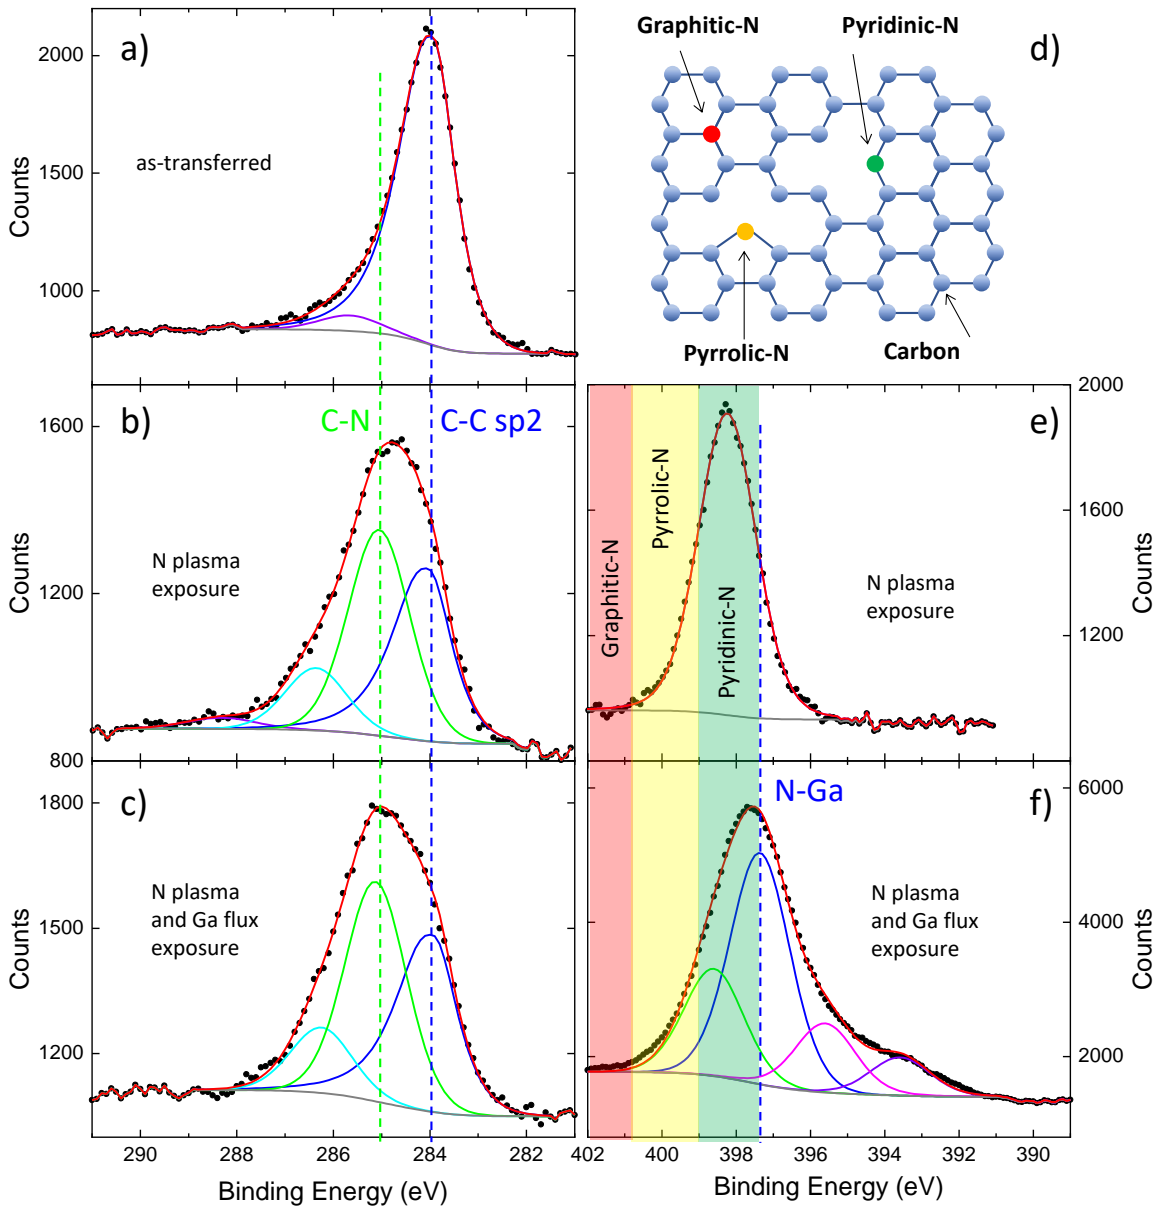 a)
2000
1500
1000
Counts
as-transferred
Graphitic-N
Pyridinic-N
d)
Pyrrolic-N
Carbon
b)
C-N
C-C sp2
1600
1200
800
Counts
N plasma
exposure
e)
Graphitic-N
Pyrrolic-N
Pyridinic-N
N plasma
exposure
2000
1600
1200
Counts
c)
1800
1500
1200
Counts
N plasma
and Ga flux
exposure
290 288 286 284 282
Binding Energy (eV)
N-Ga
f)
N plasma
and Ga flux
exposure
6000
4000
2000
Counts
402 400 398 396 394 392 390
Binding Energy (eV)